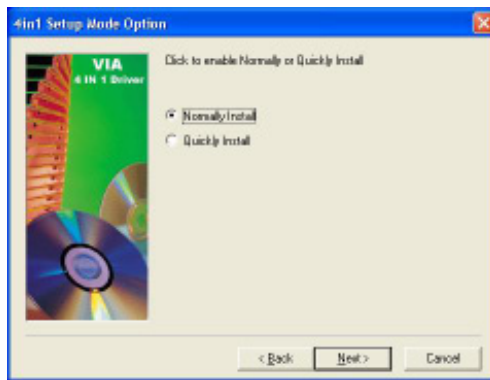 4in1 Setup Mode Option
VIA
4 IN 1 Driver
Click to enable Normally or Quickly Install
Normally Install
Quickly Install
< Back
Next >
Cancel